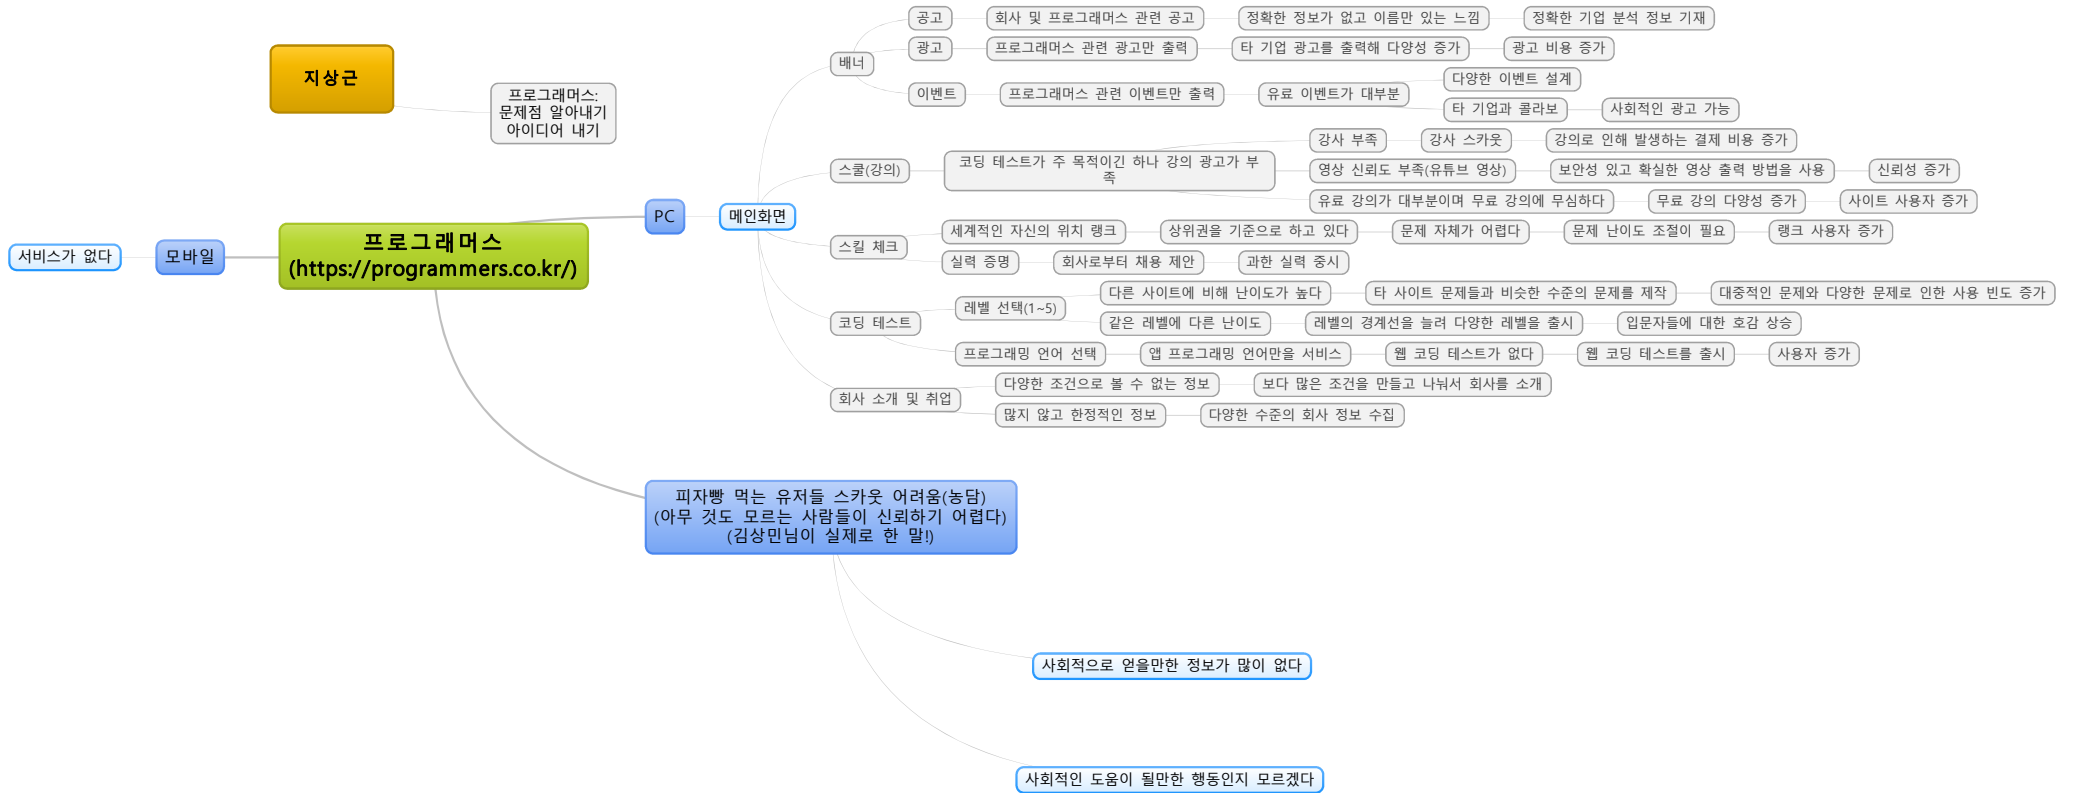 지상근
프로그래머스:
문제점 알아내기
아이디어 내기
프로그래머스
(https://programmers.co.kr/)
모바일
서비스가 없다
PC
메인화면
배너
공고
회사 및 프로그래머스 관련 공고
정확한 정보가 없고 이름만 있는 느낌
정확한 기업 분석 정보 기재
광고
프로그래머스 관련 광고만 출력
타 기업 광고를 출력해 다양성 증가
광고 비용 증가
이벤트
프로그래머스 관련 이벤트만 출력
유료 이벤트가 대부분
다양한 이벤트 설계
타 기업과 콜라보
사회적인 광고 가능
스쿨(강의)
코딩 테스트가 주 목적이긴 하나 강의 광고가 부
족
강사 부족
강사 스카웃
강의로 인해 발생하는 결제 비용 증가
영상 신뢰도 부족(유튜브 영상)
보안성 있고 확실한 영상 출력 방법을 사용
신뢰성 증가
유료 강의가 대부분이며 무료 강의에 무심하다
무료 강의 다양성 증가
사이트 사용자 증가
스킬 체크
세계적인 자신의 위치 랭크
상위권을 기준으로 하고 있다
문제 자체가 어렵다
문제 난이도 조절이 필요
랭크 사용자 증가
실력 증명
회사로부터 채용 제안
과한 실력 중시
코딩 테스트
레벨 선택(1~5)
다른 사이트에 비해 난이도가 높다
타 사이트 문제들과 비슷한 수준의 문제를 제작
대중적인 문제와 다양한 문제로 인한 사용 빈도 증가
같은 레벨에 다른 난이도
레벨의 경계선을 늘려 다양한 레벨을 출시
입문자들에 대한 호감 상승
프로그래밍 언어 선택
앱 프로그래밍 언어만을 서비스
웹 코딩 테스트가 없다
웹 코딩 테스트를 출시
사용자 증가
회사 소개 및 취업
다양한 조건으로 볼 수 없는 정보
보다 많은 조건을 만들고 나눠서 회사를 소개
많지 않고 한정적인 정보
다양한 수준의 회사 정보 수집
피자빵 먹는 유저들 스카웃 어려움(농담)
(아무 것도 모르는 사람들이 신뢰하기 어렵다)
(김상민님이 실제로 한 말!)
사회적으로 얻을만한 정보가 많이 없다
사회적인 도움이 될만한 행동인지 모르겠다